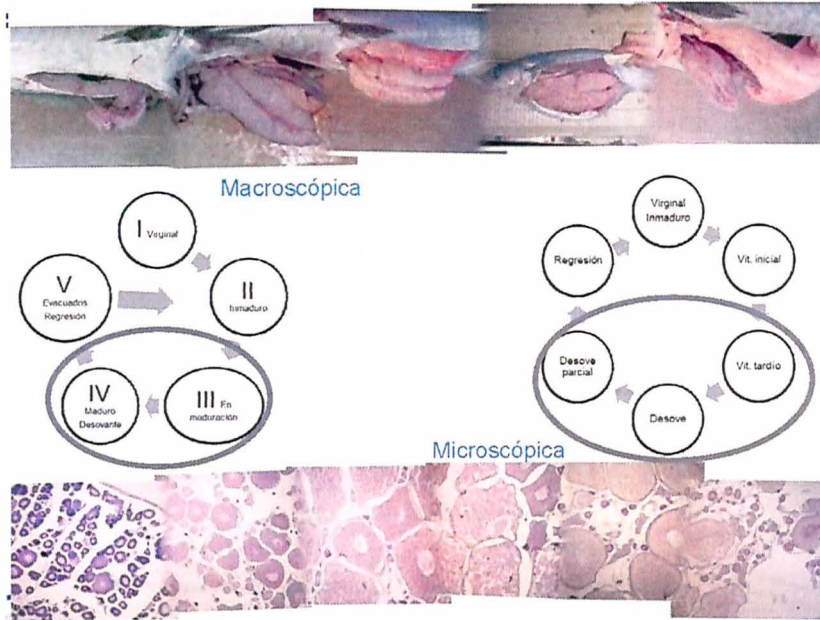 Macroscópica
I Virginal
II
Inmaduro
III En
maduración
IV
Maduro
Desovante
V
Evacuados
Regresión
Virginal
Inmaduro
Vit. inicial
Vit. tardío
Desove
Desove
parcial
Regresión
Microscópica